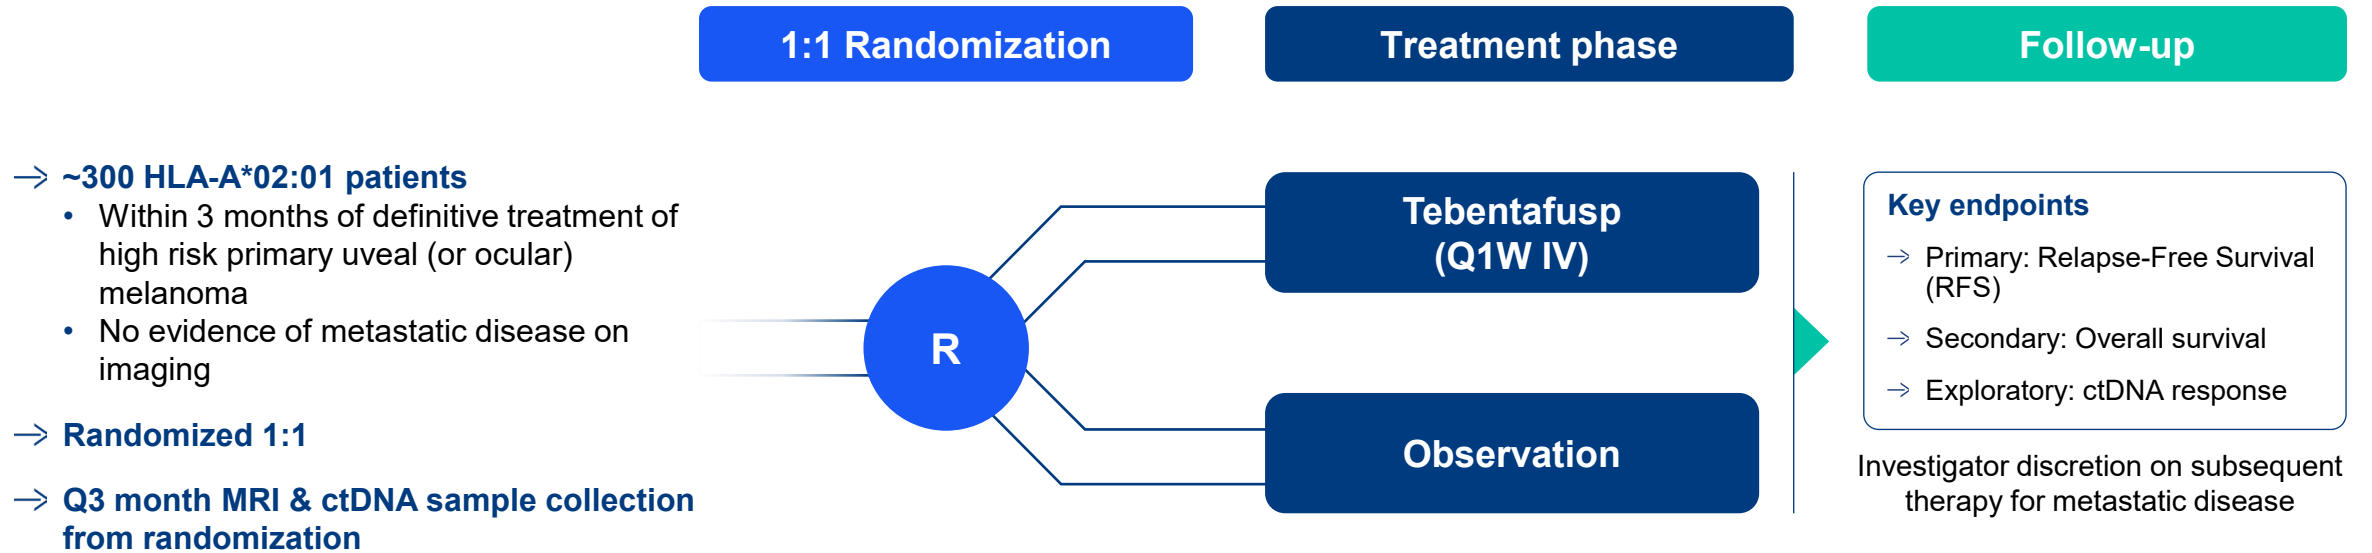 1:1 Randomization
Treatment phase
Follow-up
→ ~300 HLA-A*02:01 patients
• Within 3 months of definitive treatment of
high risk primary uveal (or ocular)
melanoma
• No evidence of metastatic disease on
imaging
→ Randomized 1:1
→ Q3 month MRI & ctDNA sample collection
from randomization
R
Tebentafusp
(Q1W IV)
Observation
Key endpoints
→ Primary: Relapse-Free Survival
(RFS)
→ Secondary: Overall survival
→ Exploratory: ctDNA response
Investigator discretion on subsequent
therapy for metastatic disease